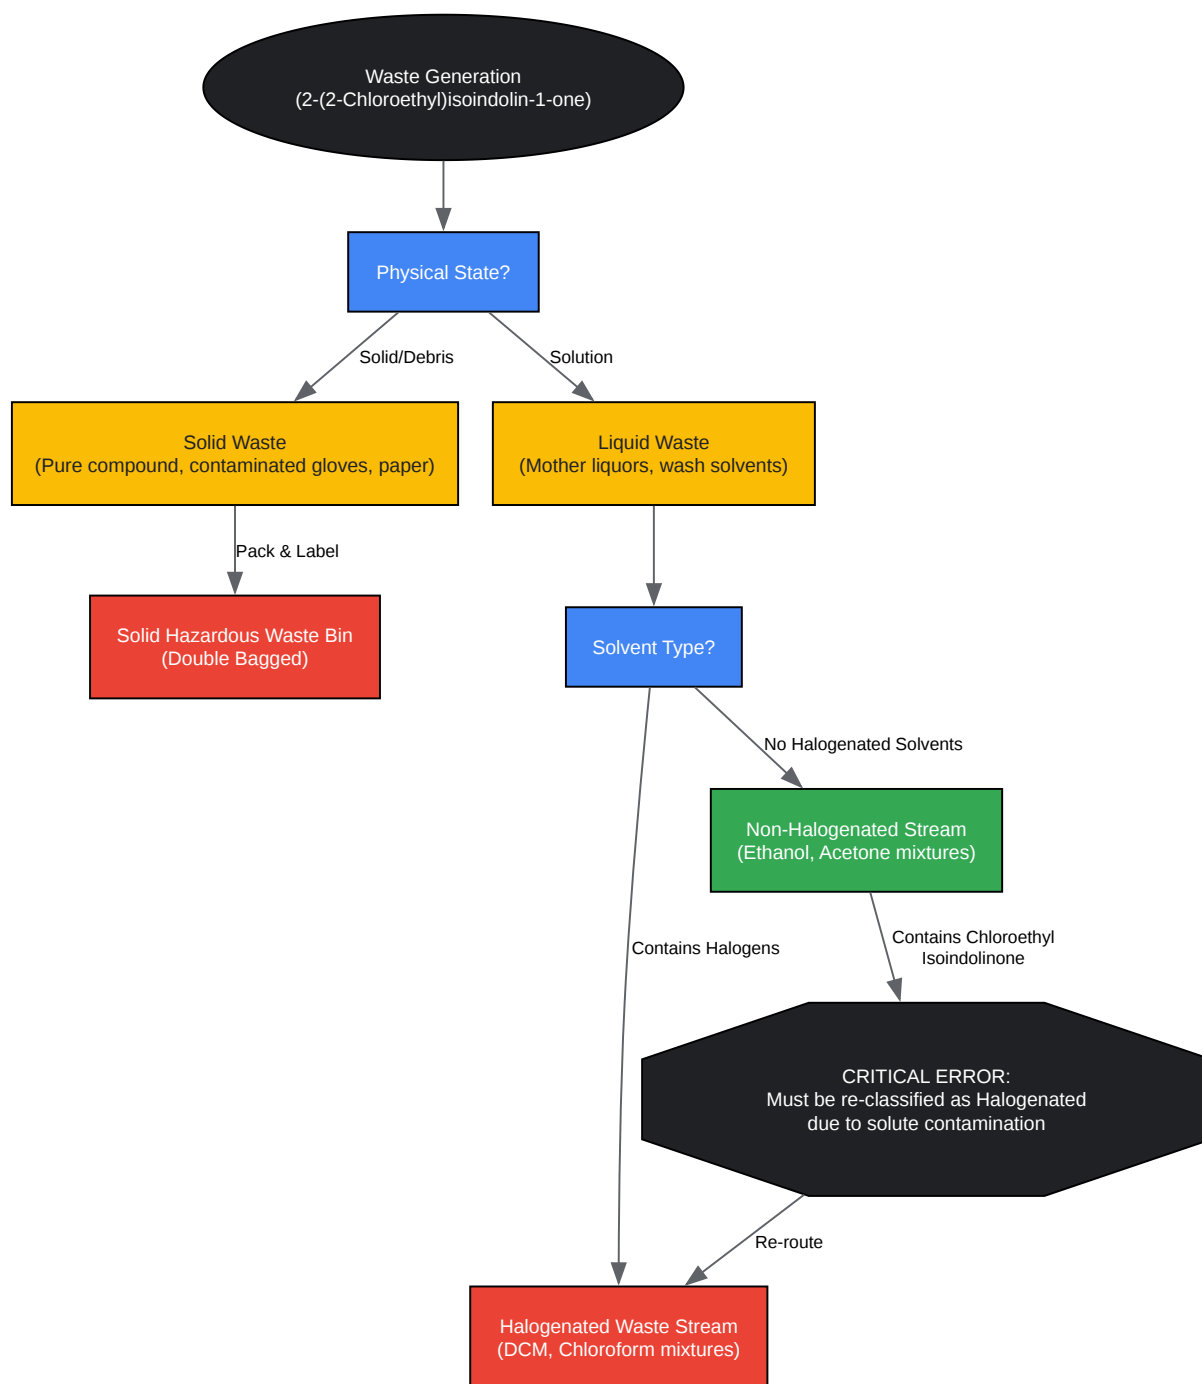 Waste Generation
(2-(2-Chloroethyl)isoindolin-1-one)
Physical State?
Solid/Debris
Solution
Solid Waste
(Pure compound, contaminated gloves, paper)
Liquid Waste
(Mother liquors, wash solvents)
Pack & Label
Solid Hazardous Waste Bin
(Double Bagged)
Solvent Type?
No Halogenated Solvents
Non-Halogenated Stream
(Ethanol, Acetone mixtures)
Contains Halogens
Contains Chloroethyl
Isoindolinone
CRITICAL ERROR:
Must be re-classified as Halogenated
due to solute contamination
Re-route
Halogenated Waste Stream
(DCM, Chloroform mixtures)